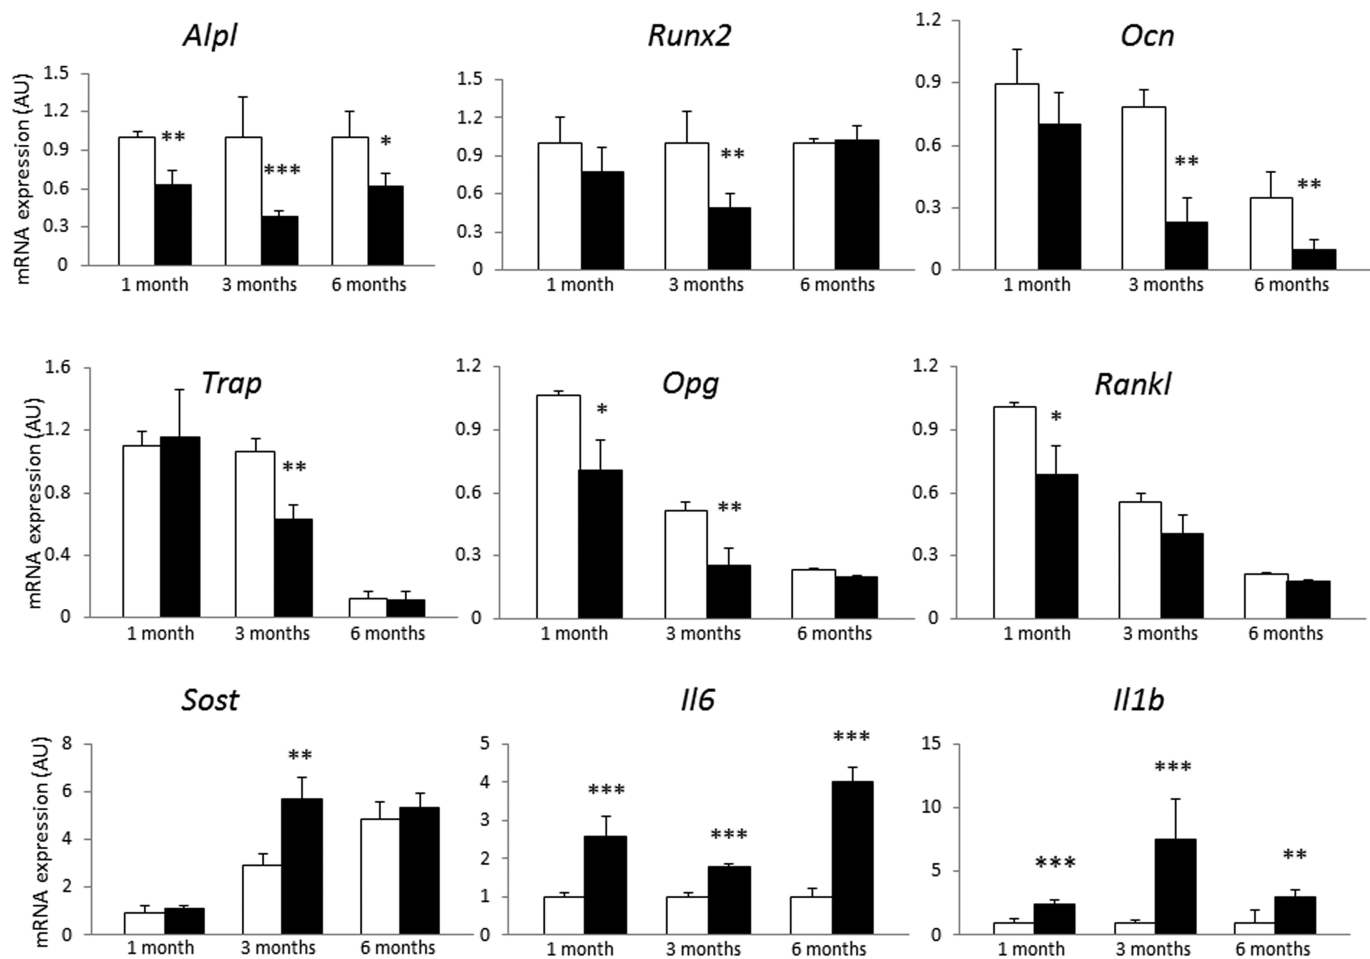 Alpl
Runx2
Ocn
mRNA expression (AU)
1.5
1.2
0.9
0.6
0.3
0
** *** *
1 month 3 months 6 months
1.5
1.2
0.9
0.6
0.3
0
**
1 month 3 months 6 months
1.2
0.9
0.6
0.3
0
** **
1 month 3 months 6 months
Trap
Opg
Rankl
mRNA expression (AU)
1.6
1.2
0.8
0.4
0
**
1 month 3 months 6 months
1.2
0.9
0.6
0.3
0
* **
1 month 3 months 6 months
1.2
0.9
0.6
0.3
0
*
1 month 3 months 6 months
Sost
Il6
Il1b
mRNA expression (AU)
8
6
4
2
0
**
1 month 3 months 6 months
5
4
3
2
1
0
*** *** ***
1 month 3 months 6 months
15
10
5
0
*** *** **
1 month 3 months 6 months